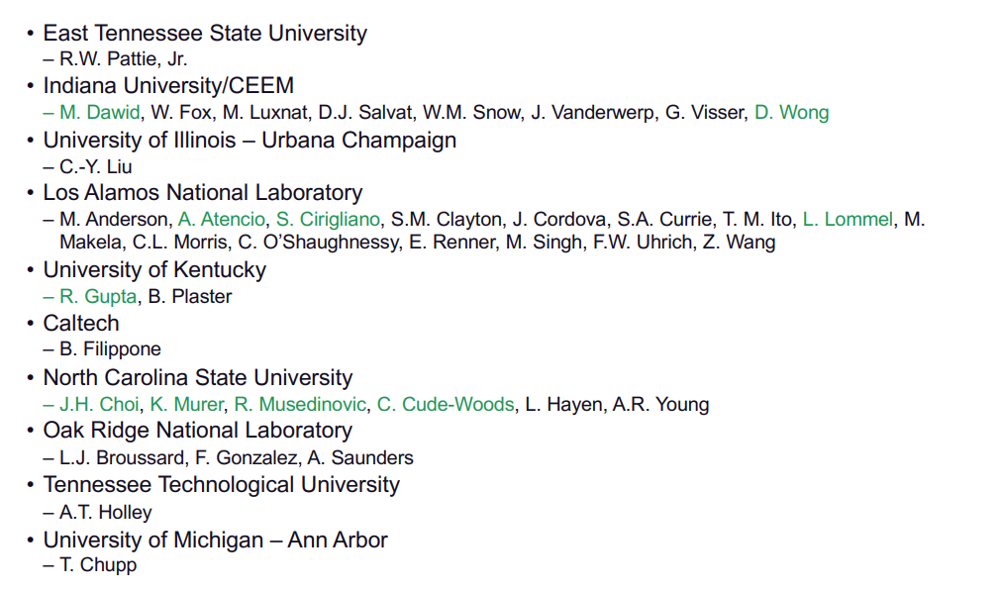 • East Tennessee State University
– R.W. Pattie, Jr.
• Indiana University/CEEM
– M. Dawid, W. Fox, M. Luxnat, D.J. Salvat, W.M. Snow, J. Vanderwerp, G. Visser, D. Wong
• University of Illinois – Urbana Champaign
– C.-Y. Liu
• Los Alamos National Laboratory
– M. Anderson, A. Atencio, S. Cirigliano, S.M. Clayton, J. Cordova, S.A. Currie, T. M. Ito, L. Lommel, M.
Makela, C.L. Morris, C. O’Shaughnessy, E. Renner, M. Singh, F.W. Uhrich, Z. Wang
• University of Kentucky
– R. Gupta, B. Plaster
• Caltech
– B. Filippone
• North Carolina State University
– J.H. Choi, K. Murer, R. Musedinovic, C. Cude-Woods, L. Hayen, A.R. Young
• Oak Ridge National Laboratory
– L.J. Broussard, F. Gonzalez, A. Saunders
• Tennessee Technological University
– A.T. Holley
• University of Michigan – Ann Arbor
– T. Chupp